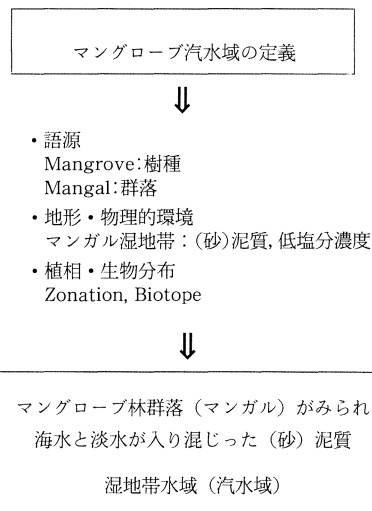 マングローブ汽水域の定義
⇓
・語源
Mangrove:樹種
Mangal:群落
・地形・物理的環境
マンガル湿地帯：(砂)泥質, 低塩分濃度
・植相・生物分布
Zonation, Biotope
⇓
マングローブ林群落（マンガル）がみられ
海水と淡水が入り混じった（砂）泥質
湿地帯水域（汽水域）